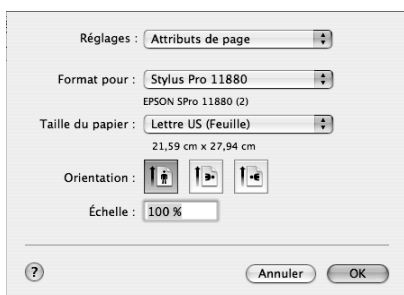 Réglages : Attributs de page
Format pour : Stylus Pro 11880
EPSON SPro 11880 (2)
Taille du papier : Lettre US (Feuille)
21,59 cm x 27,94 cm
Orientation :
Échelle : 100 %
? Annuler OK